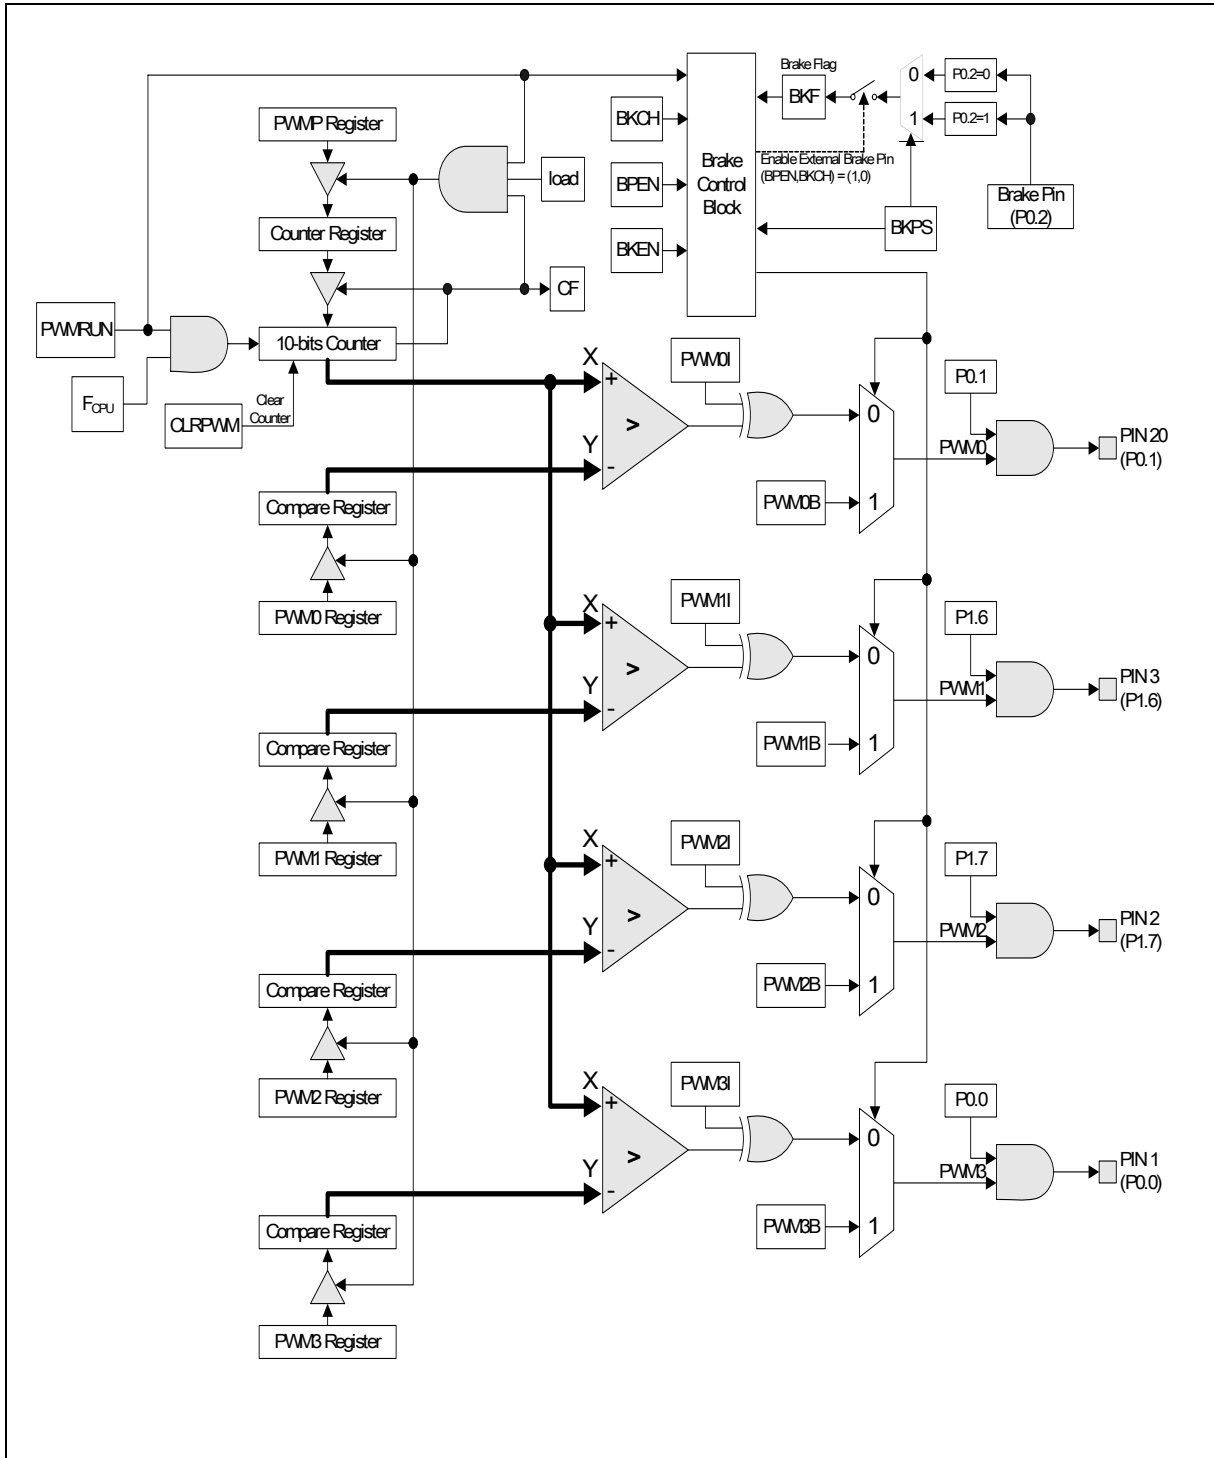 Brake Flag
0
P0.2=0
BKF
PWMP Register
BKCH
1
P0.2=1
load
Brake
Control
Block
Enable External Brake Pin
(BPEN,BKCH) = (1,0)
BPEN
Brake Pin
(P0.2)
Counter Register
BKPS
BKEN
CF
PWMRUN
10-bits Counter
FCPU
Clear
Counter
CLRPWM
X
+
PWM0I
>
0
P0.1
Y
-
PWM0
PIN 20
(P0.1)
Compare Register
PWM0B
1
PWM0 Register
X
+
PWM1I
>
0
P1.6
Y
-
PWM1
PIN 3
(P1.6)
Compare Register
PWM1B
1
PWM1 Register
X
+
PWM2I
>
0
P1.7
Y
-
PWM2
PIN 2
(P1.7)
Compare Register
PWM2B
1
PWM2 Register
X
+
PWM3I
>
0
P0.0
Y
-
PWM3
PIN 1
(P0.0)
Compare Register
PWM3B
1
PWM3 Register